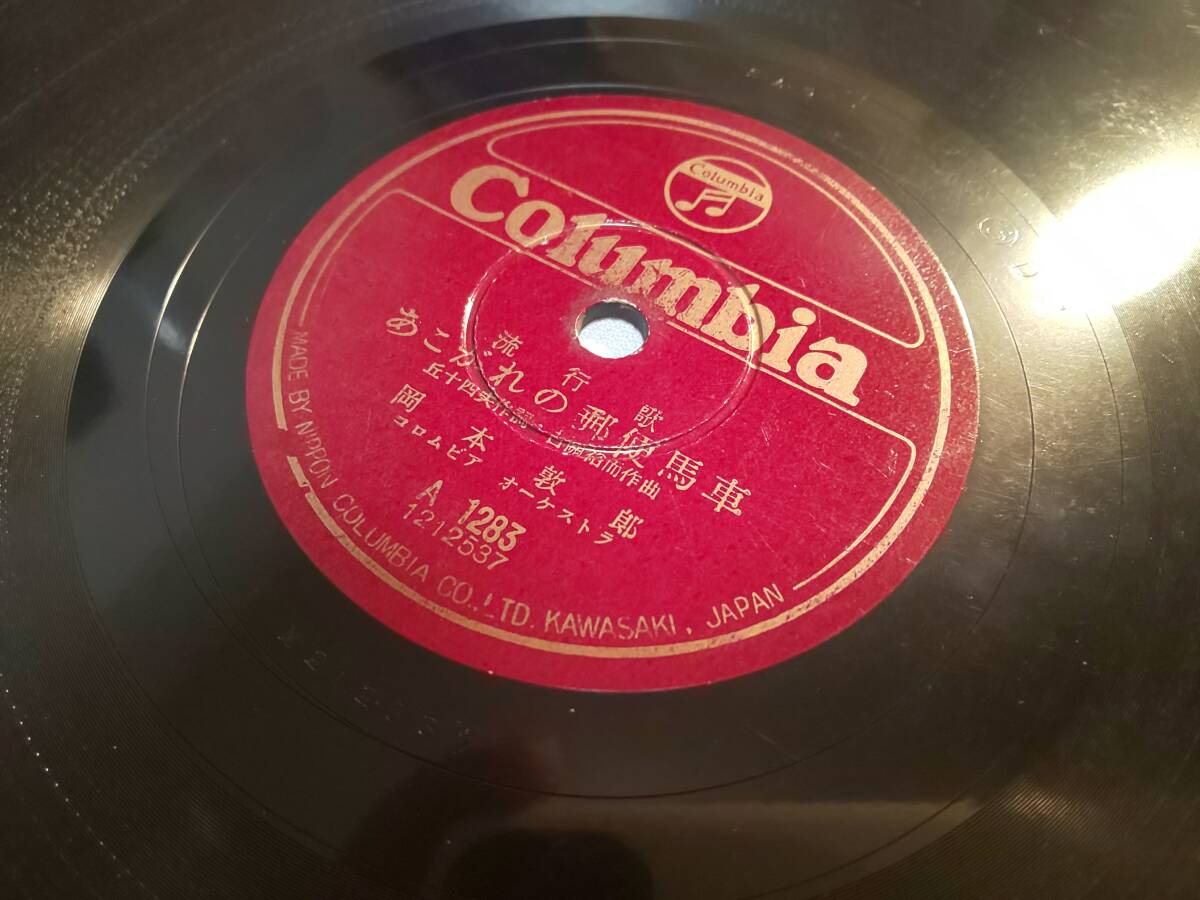 Columbia
Columbia
流行歌
あこがれの郵便馬車
丘十四夫作詞・古関裕而作曲
岡本敦郎
コロムビア オーケストラ
A 1283
1212537
MADE BY NIPPON COLUMBIA CO., LTD. KAWASAKI, JAPAN